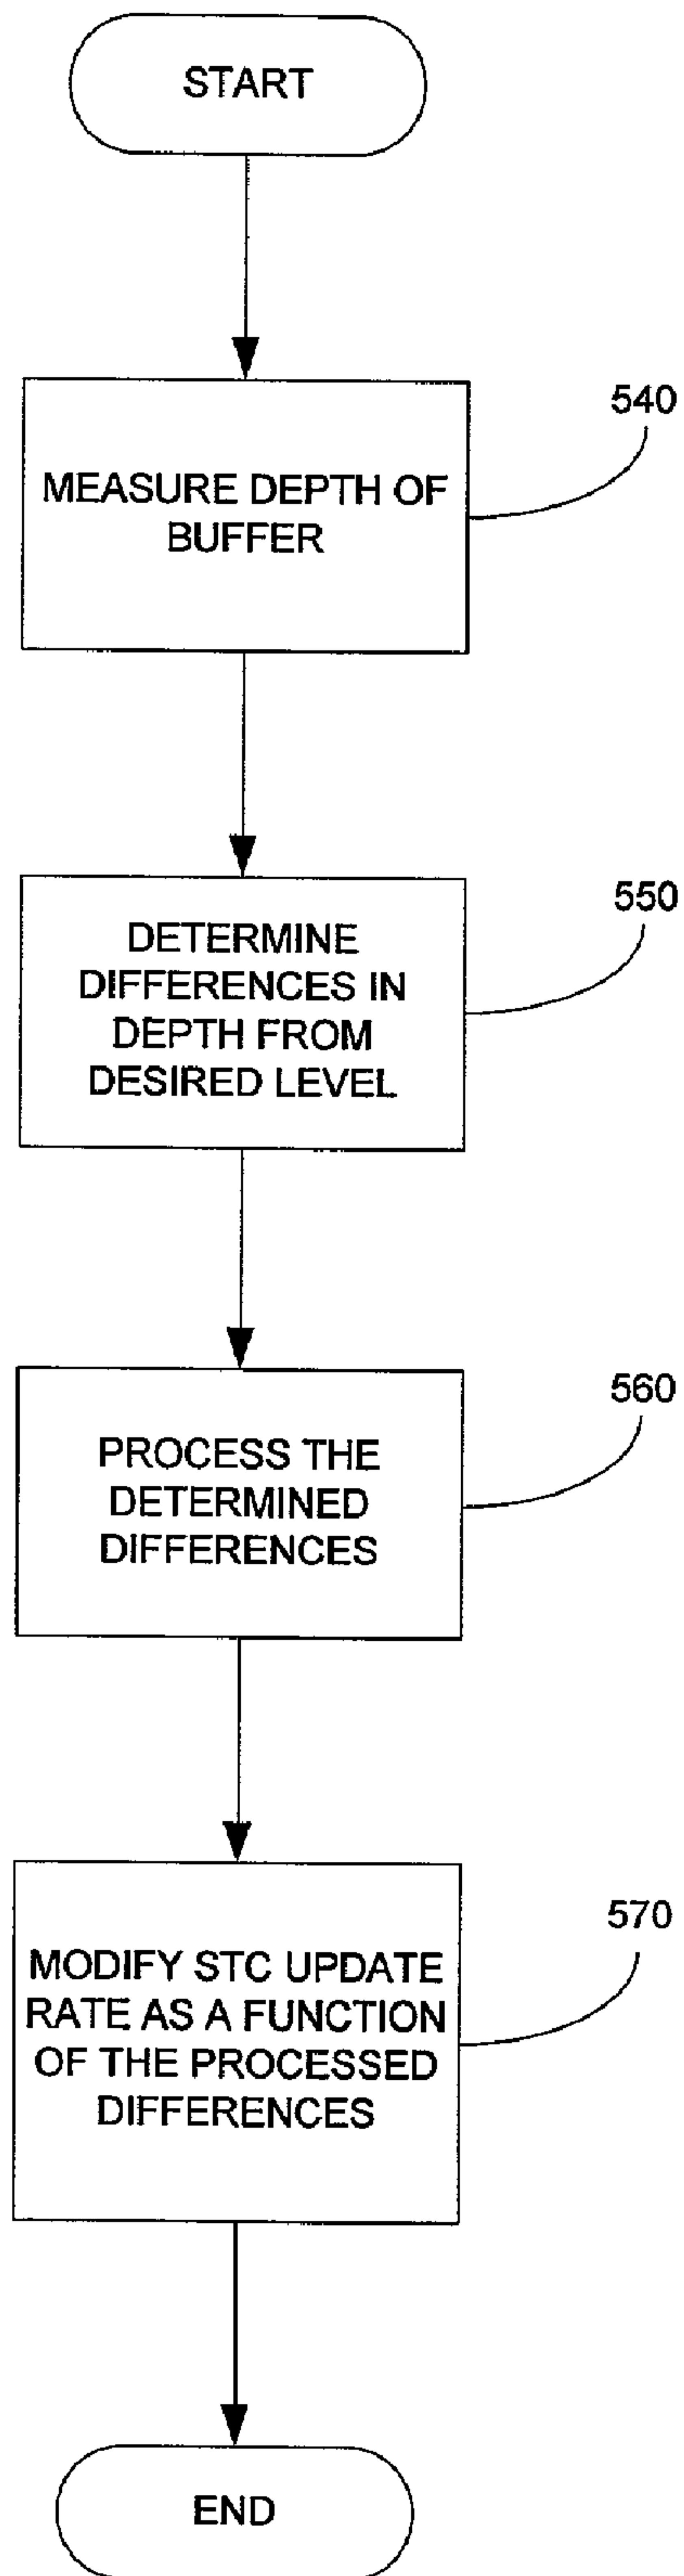 START
540
MEASURE DEPTH OF
BUFFER
550
DETERMINE
DIFFERENCES IN
DEPTH FROM
DESIRED LEVEL
560
PROCESS THE
DETERMINED
DIFFERENCES
570
MODIFY STC UPDATE
RATE AS A FUNCTION
OF THE PROCESSED
DIFFERENCES
END